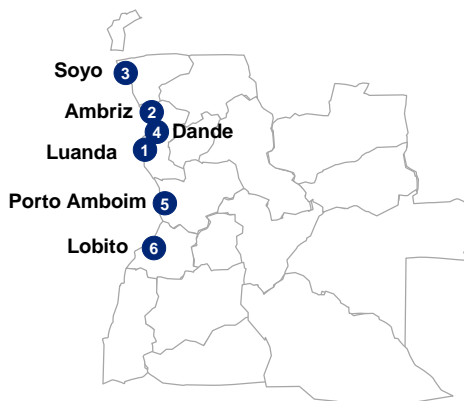 Soyo 3
Ambriz 2
4 Dande
Luanda 1
Porto Amboim 5
Lobito 6